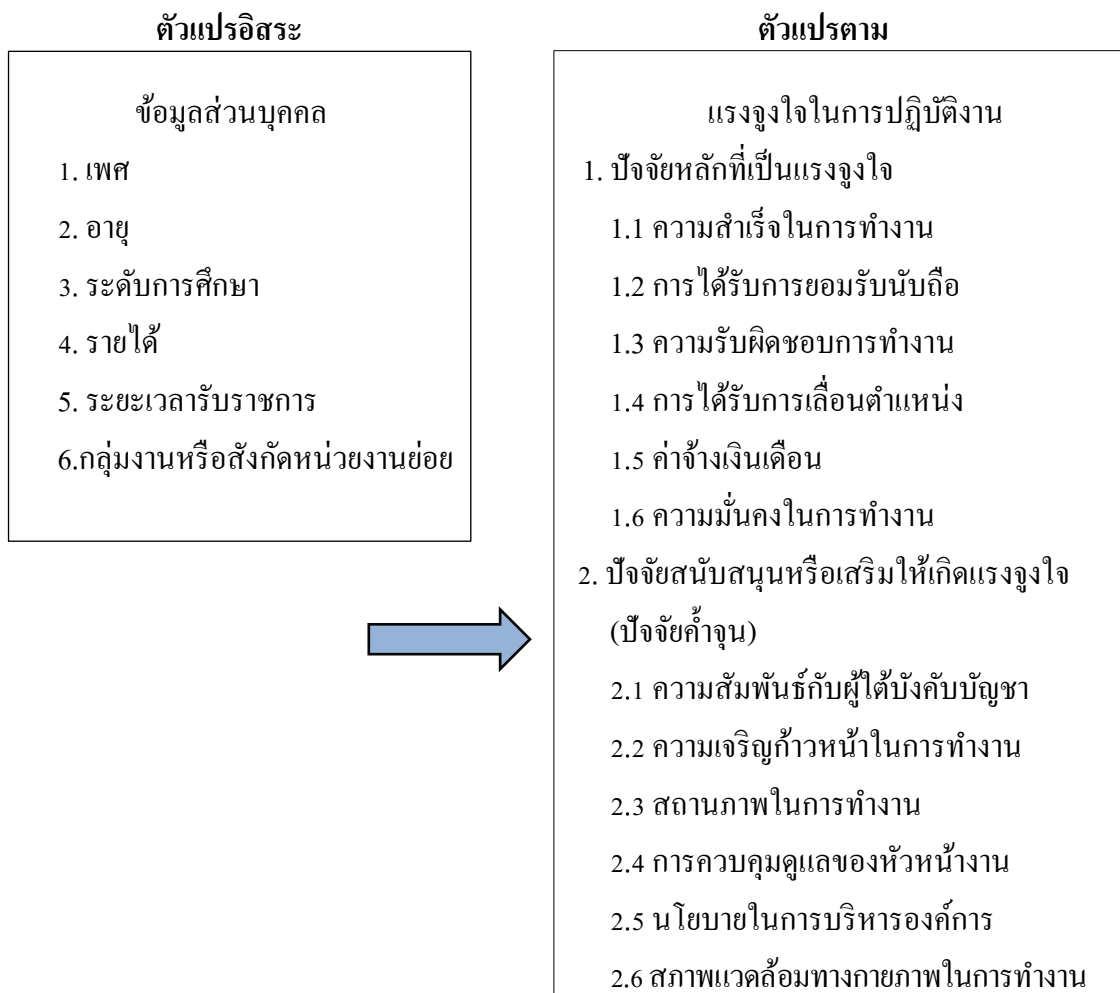 ตัวแปรอิสระ
ข้อมูลส่วนบุคคล
1. เพศ
2. อายุ
3. ระดับการศึกษา
4. รายได้
5. ระยะเวลารับราชการ
6.กลุ่มงานหรือสังกัดหน่วยงานย่อย
ตัวแปรตาม
แรงจูงใจในการปฏิบัติงาน
1. ปัจจัยหลักที่เป็นแรงจูงใจ
1.1 ความสำเร็จในการทำงาน
1.2 การได้รับการยอมรับนับถือ
1.3 ความรับผิดชอบการทำงาน
1.4 การได้รับการเลื่อนตำแหน่ง
1.5 ค่าจ้างเงินเดือน
1.6 ความมั่นคงในการทำงาน
2. ปัจจัยสนับสนุนหรือเสริมให้เกิดแรงจูงใจ
(ปัจจัยค้ำจุน)
2.1 ความสัมพันธ์กับผู้ใต้บังคับบัญชา
2.2 ความเจริญก้าวหน้าในการทำงาน
2.3 สถานภาพในการทำงาน
2.4 การควบคุมดูแลของหัวหน้างาน
2.5 นโยบายในการบริหารองค์การ
2.6 สภาพแวดล้อมทางกายภาพในการทำงาน